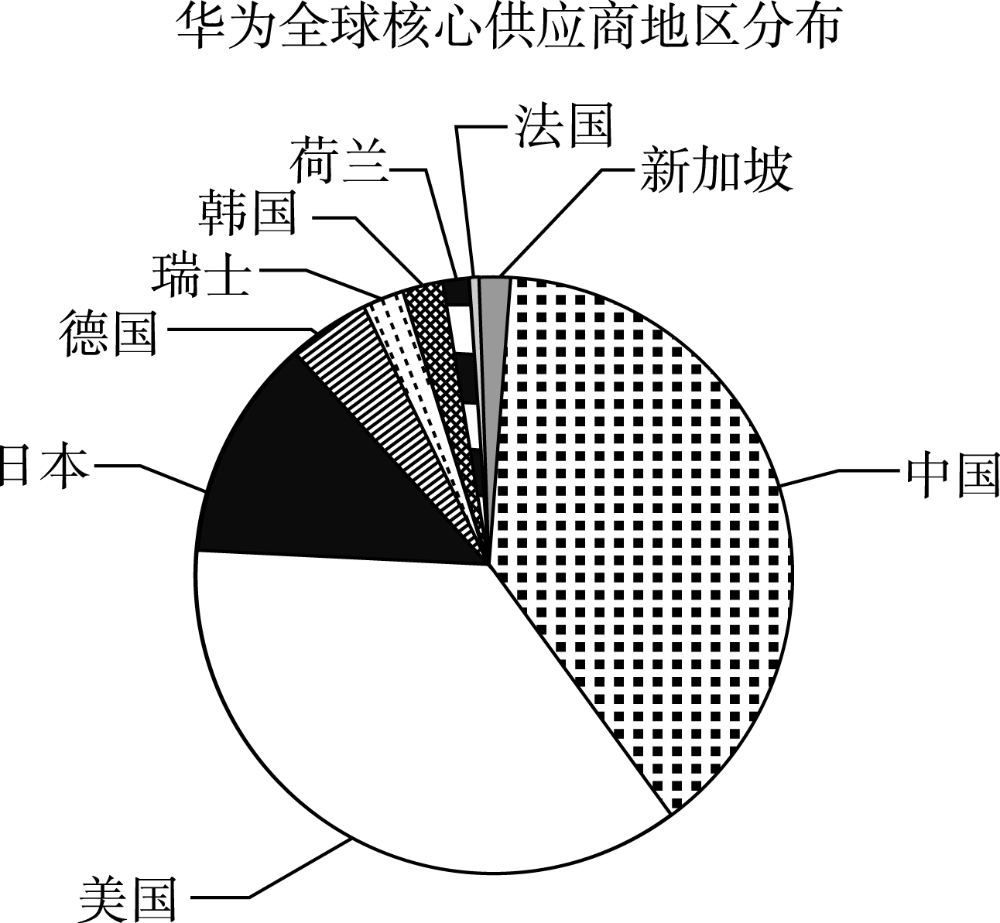 华为全球核心供应商地区分布
法国
荷兰
新加坡
韩国
瑞士
德国
日本
中国
美国